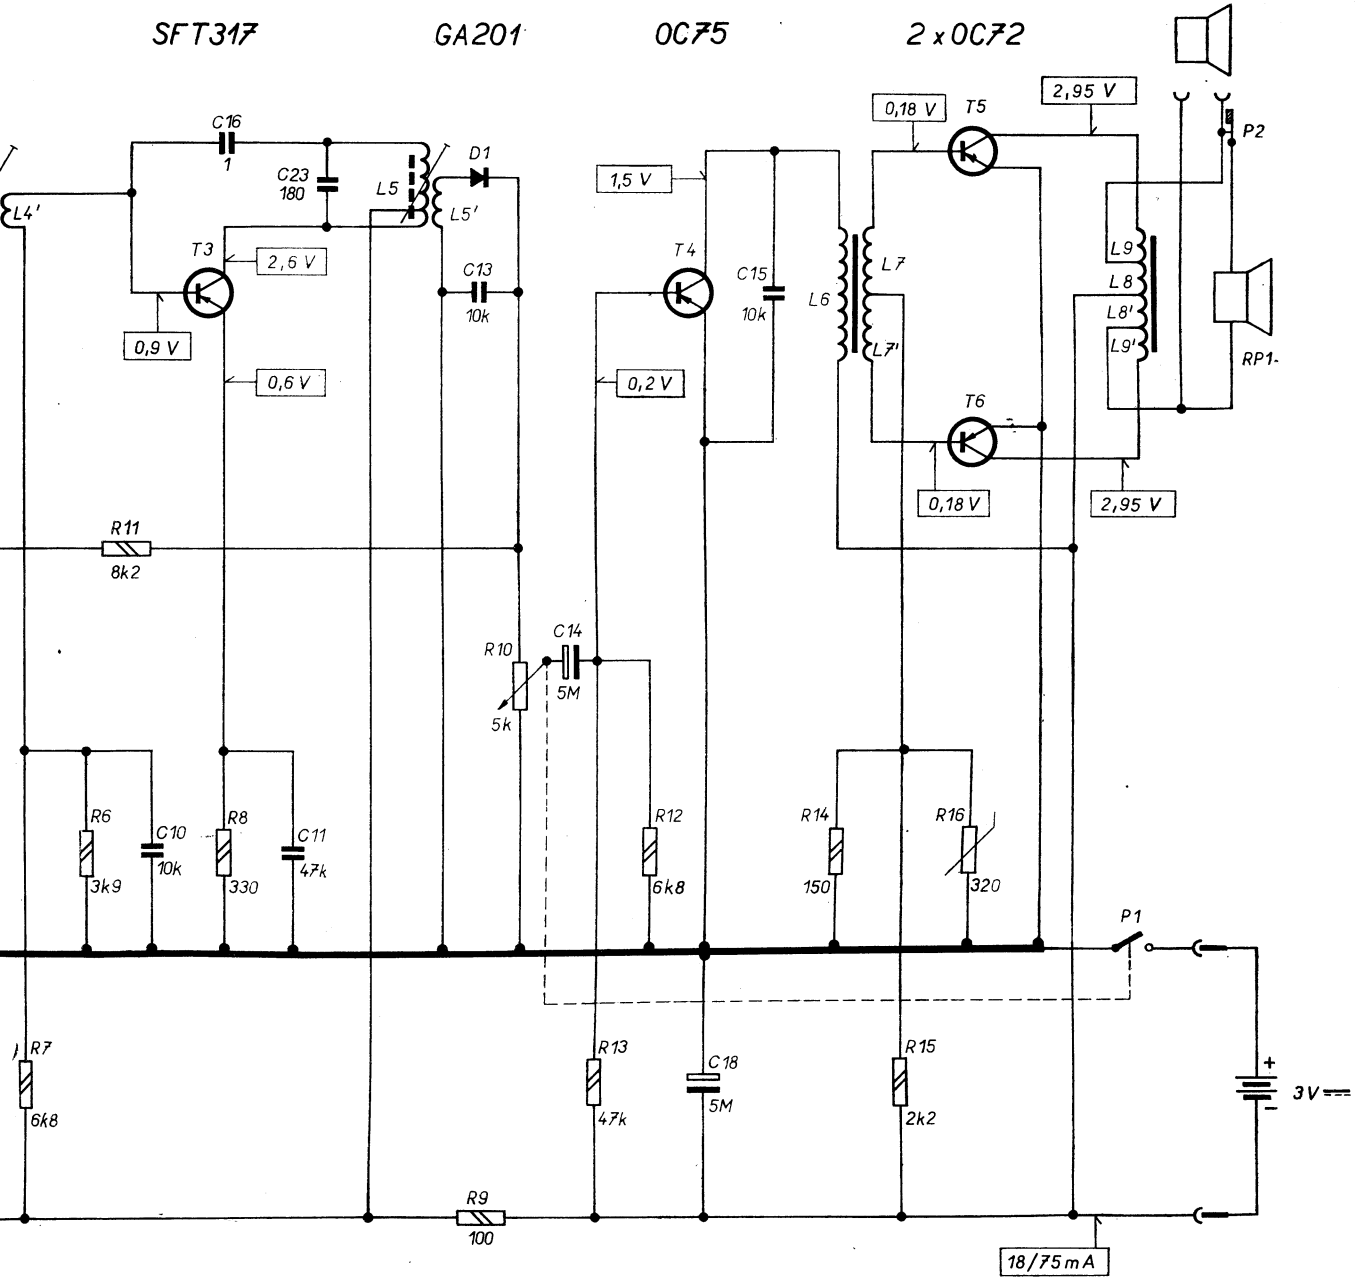 SFT317 GA201 OC75 2xOC72
C16
1
C23
180
L4'
L5
L5'
D1
T3
2,6 V
0,9 V
0,6 V
C13
10k
1,5 V
T4
0,2 V
C15
10k
L6
L7
L7'
0,18 V
T5
2,95 V
P2
L9
L8
L8'
L9'
RP1-
T6
0,18 V
2,95 V
R11
8k2
R10
5k
C14
5M
R6
3k9
C10
10k
R8
330
C11
47k
R12
6k8
R14
150
R16
320
P1
R7
6k8
R13
47k
C18
5M
R15
2k2
+
−
3V
R9
100
18/75mA